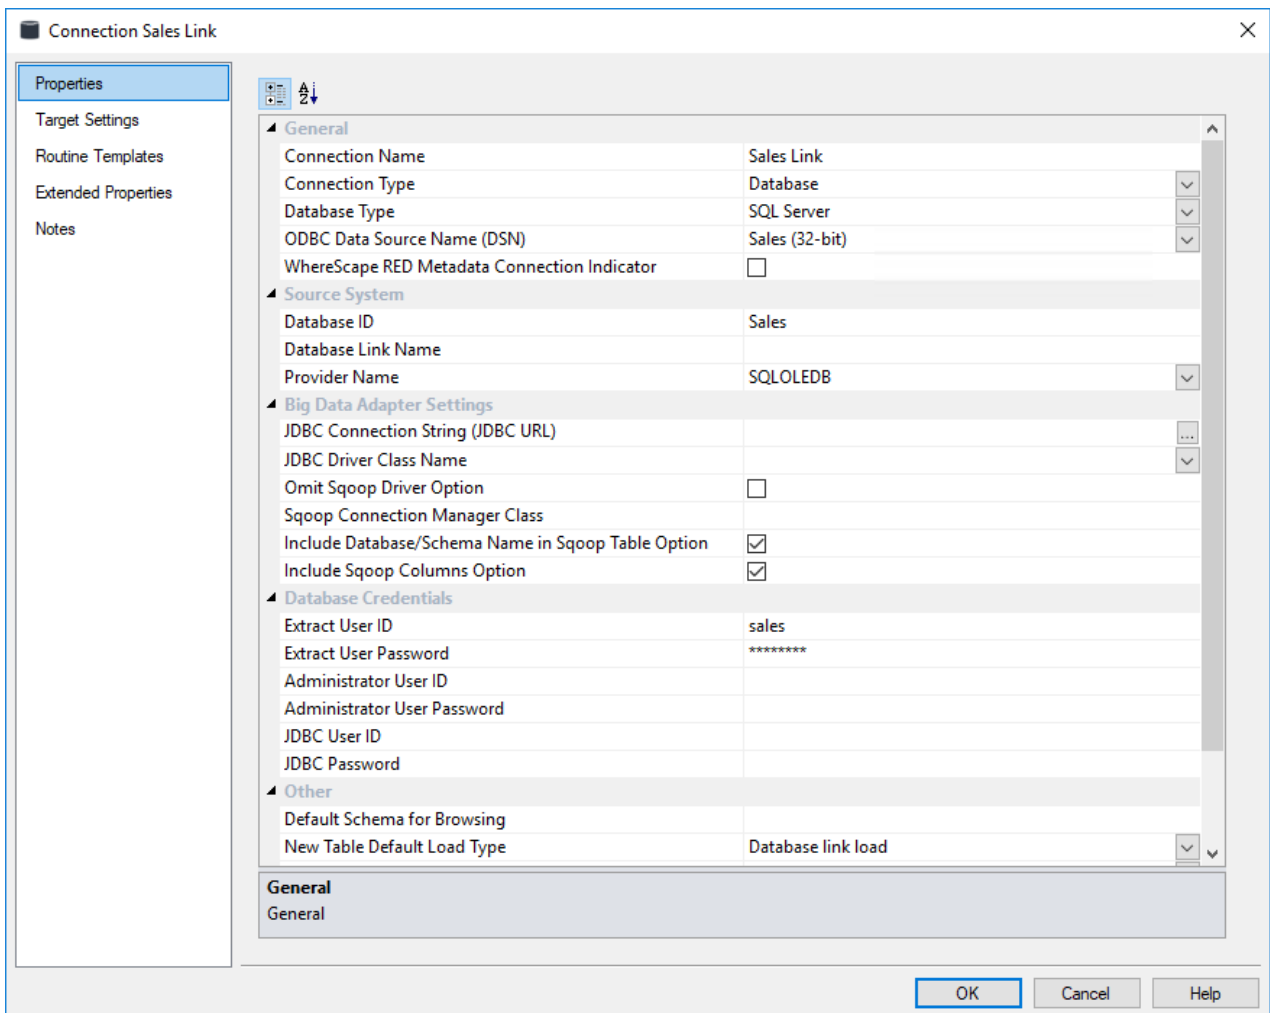 Connection Sales Link
Properties
Target Settings
Routine Templates
Extended Properties
Notes
General
Connection Name Sales Link
Connection Type Database
Database Type SQL Server
ODBC Data Source Name (DSN) Sales (32-bit)
WhereScape RED Metadata Connection Indicator
Source System
Database ID Sales
Database Link Name
Provider Name SQLOLEDB
Big Data Adapter Settings
JDBC Connection String (JDBC URL) ...
JDBC Driver Class Name
Omit Sqoop Driver Option
Sqoop Connection Manager Class
Include Database/Schema Name in Sqoop Table Option
Include Sqoop Columns Option
Database Credentials
Extract User ID sales
Extract User Password ********
Administrator User ID
Administrator User Password
JDBC User ID
JDBC Password
Other
Default Schema for Browsing
New Table Default Load Type Database link load
General
General
OK Cancel Help